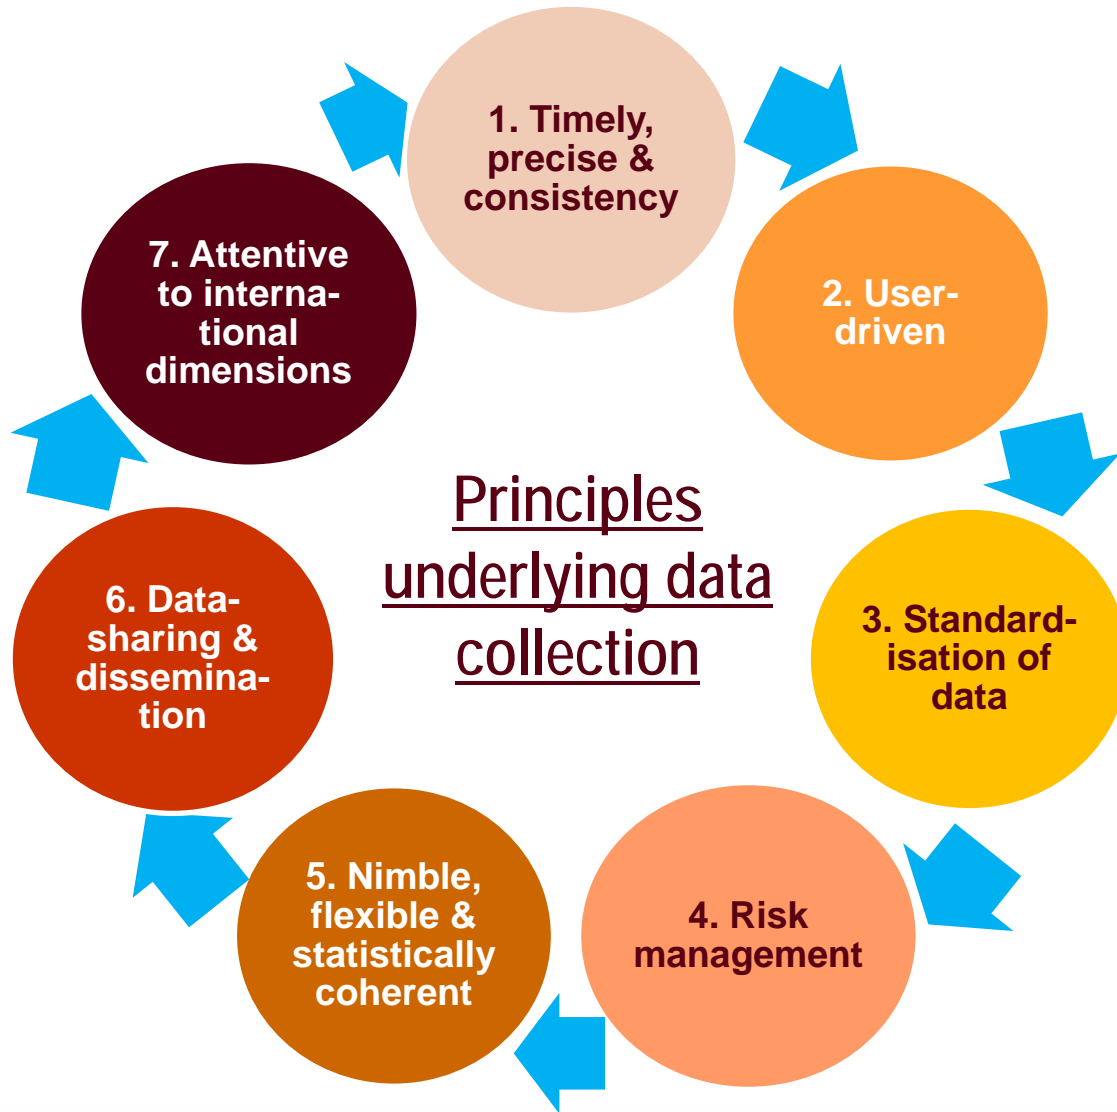 1. Timely,
precise &
consistency
2. User-
driven
3. Standard-
isation of
data
4. Risk
management
5. Nimble,
flexible &
statistically
coherent
6. Data-
sharing &
dissemina-
tion
7. Attentive
to interna-
tional
dimensions
Principles
underlying data
collection